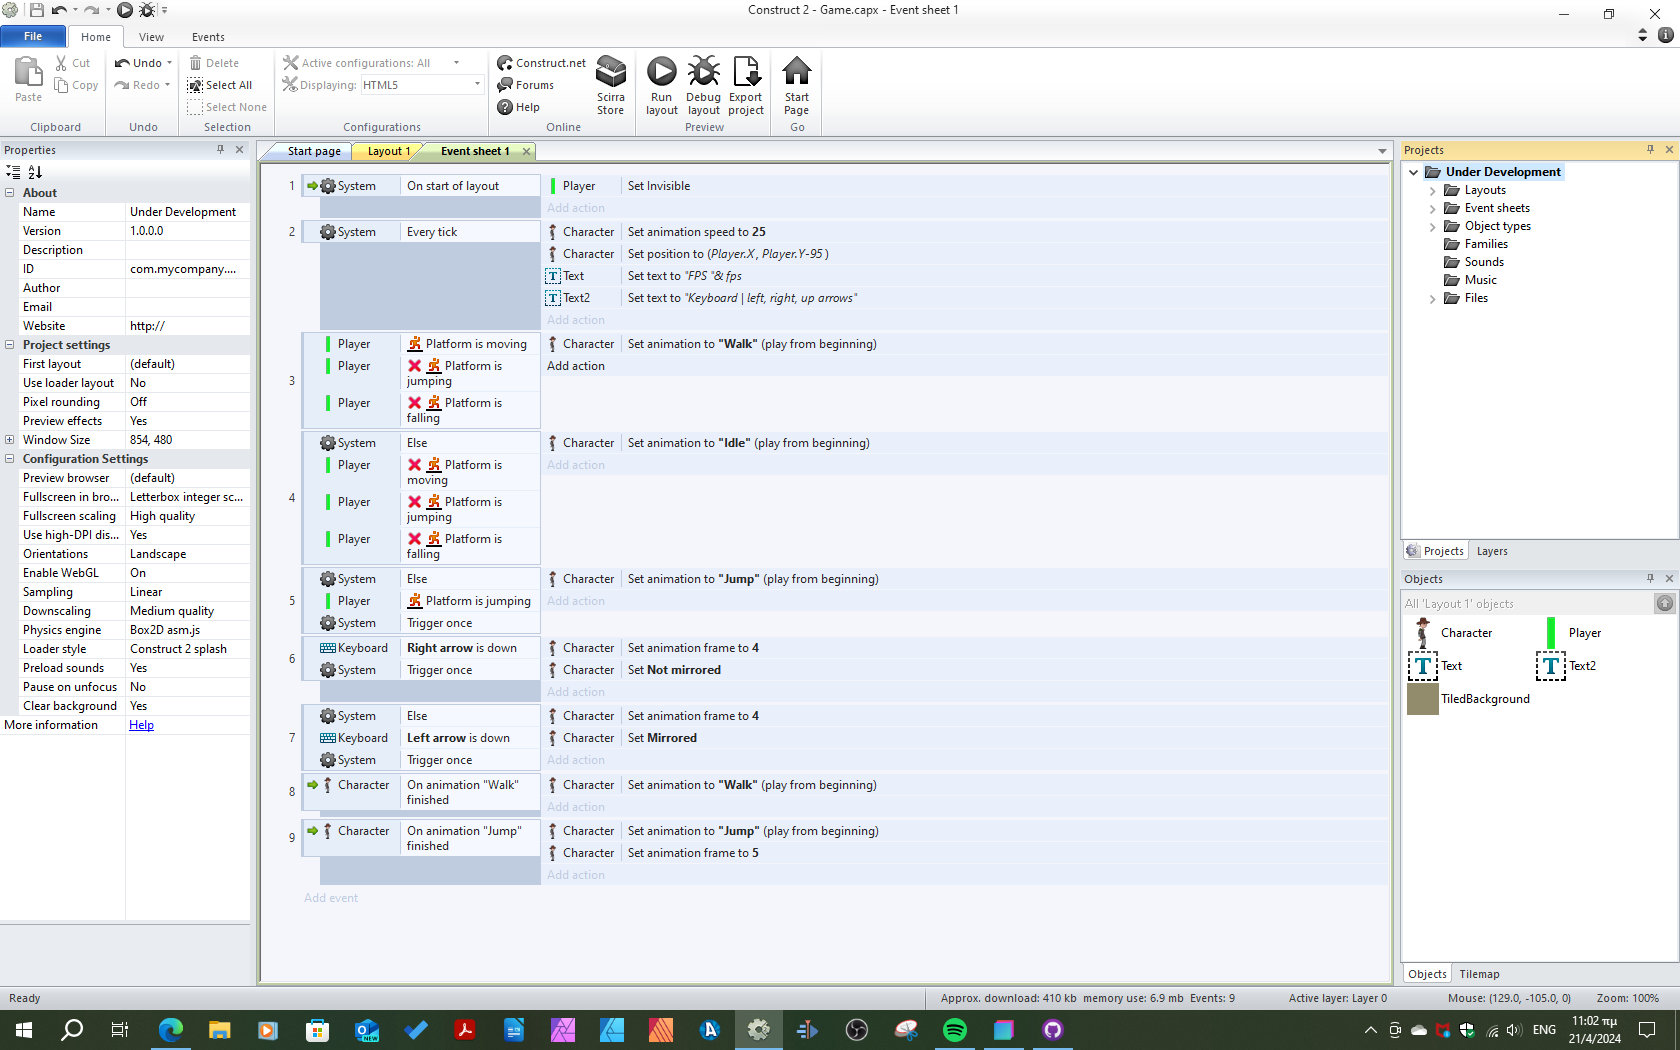 Construct 2 - Game.capx - Event sheet 1
File
Home
View
Events
Paste
Cut
Copy
Clipboard
Undo
Redo
Undo
Delete
Select All
Select None
Selection
Active configurations: All
Displaying: HTML5
Configurations
Construct.net
Forums
Help
Scirra Store
Online
Run layout
Debug layout
Export project
Preview
Start Page
Go
Properties
About
Name Under Development
Version 1.0.0.0
Description
ID com.mycompany....
Author
Email
Website http://
Project settings
First layout (default)
Use loader layout No
Pixel rounding Off
Preview effects Yes
Window Size 854, 480
Configuration Settings
Preview browser (default)
Fullscreen in bro... Letterbox integer sc...
Fullscreen scaling High quality
Use high-DPI dis... Yes
Orientations Landscape
Enable WebGL On
Sampling Linear
Downscaling Medium quality
Physics engine Box2D asm.js
Loader style Construct 2 splash
Preload sounds Yes
Pause on unfocus No
Clear background Yes
More information Help
Start page
Layout 1
Event sheet 1
1 System On start of layout Player Set Invisible
Add action
2 System Every tick Character Set animation speed to 25
Character Set position to (Player.X, Player.Y-95 )
Text Set text to "FPS "& fps
Text2 Set text to "Keyboard | left, right, up arrows"
Add action
3
Player Platform is moving Character Set animation to "Walk" (play from beginning)
Player Platform is jumping Add action
Player Platform is falling
4
System Else Character Set animation to "Idle" (play from beginning)
Player Platform is moving Add action
Player Platform is jumping
Player Platform is falling
5
System Else Character Set animation to "Jump" (play from beginning)
Player Platform is jumping Add action
System Trigger once
6
Keyboard Right arrow is down Character Set animation frame to 4
System Trigger once Character Set Not mirrored
Add action
7
System Else Character Set animation frame to 4
Keyboard Left arrow is down Character Set Mirrored
System Trigger once Add action
8 Character On animation "Walk" finished Character Set animation to "Walk" (play from beginning)
Add action
9 Character On animation "Jump" finished Character Set animation to "Jump" (play from beginning)
Character Set animation frame to 5
Add action
Add event
Projects
Under Development
Layouts
Event sheets
Object types
Families
Sounds
Music
Files
Projects
Layers
Objects
All 'Layout 1' objects
Character
Player
Text
Text2
TiledBackground
Objects
Tilemap
Ready
Approx. download: 410 kb memory use: 6.9 mb Events: 9
Active layer: Layer 0
Mouse: (129.0, -105.0, 0)
Zoom: 100%
NEW
ENG
11:02 πμ
21/4/2024